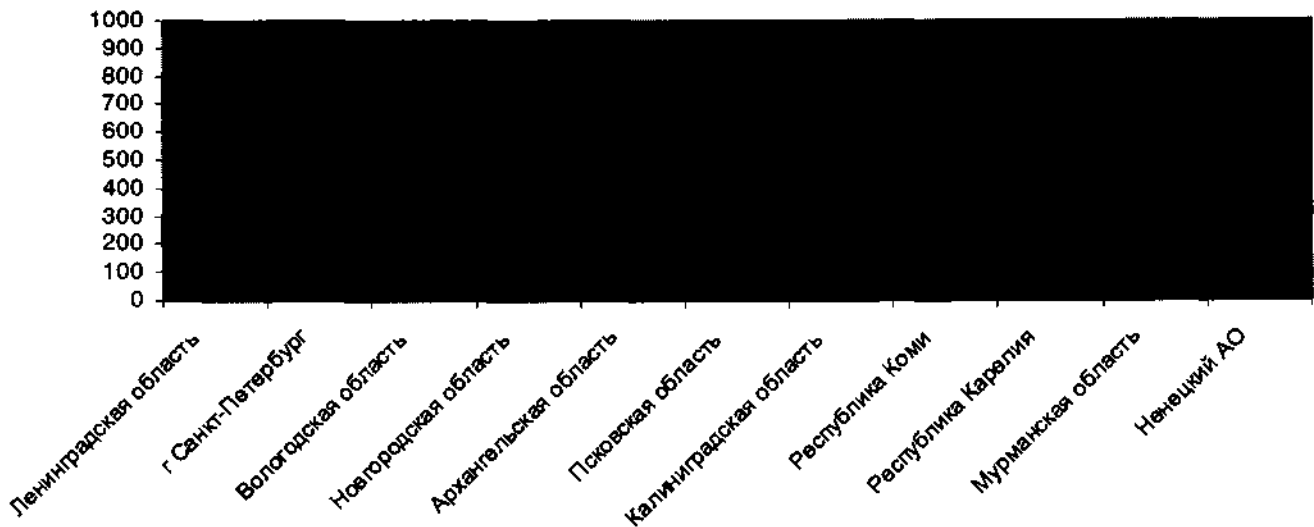 1000
900
800
700
600
500
400
300
200
100
0
Ленинградская область
г Санкт-Петербург
Вологодская область
Новгородская область
Архангельская область
Псковская область
Калиниградская область
Республика Коми
Республика Карелия
Мурманская область
Ненецкий АО